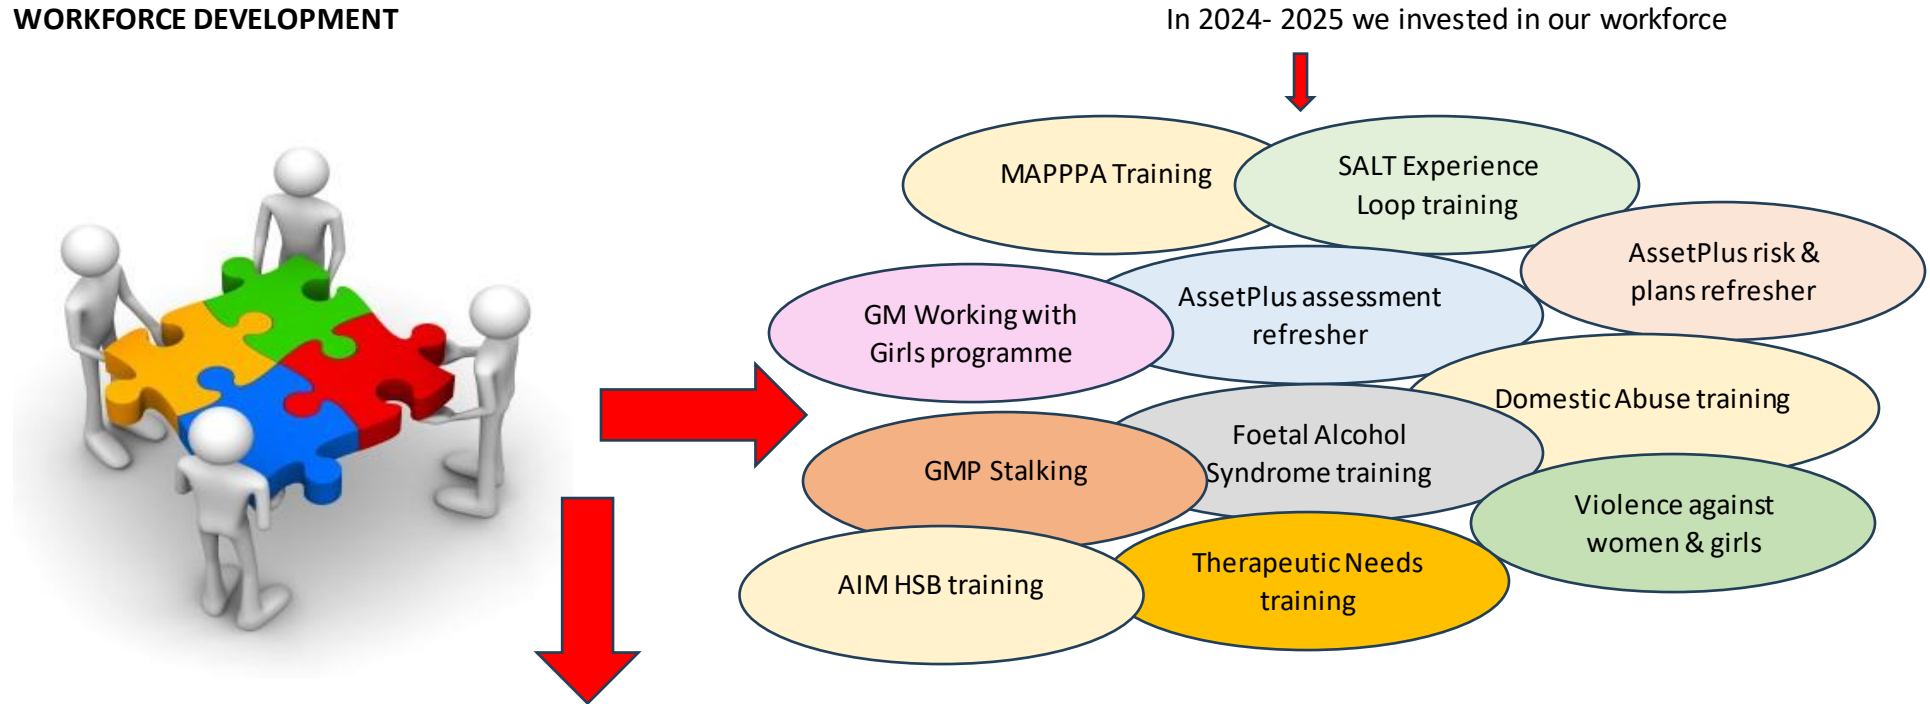 WORKFORCE DEVELOPMENT
In 2024- 2025 we invested in our workforce
MAPPPA Training
SALT Experience
Loop training
AssetPlus risk &
plans refresher
GM Working with
Girls programme
AssetPlus assessment
refresher
Domestic Abuse training
GMP Stalking
Foetal Alcohol
Syndrome training
Violence against
women & girls
AIM HSB training
Therapeutic Needs
training